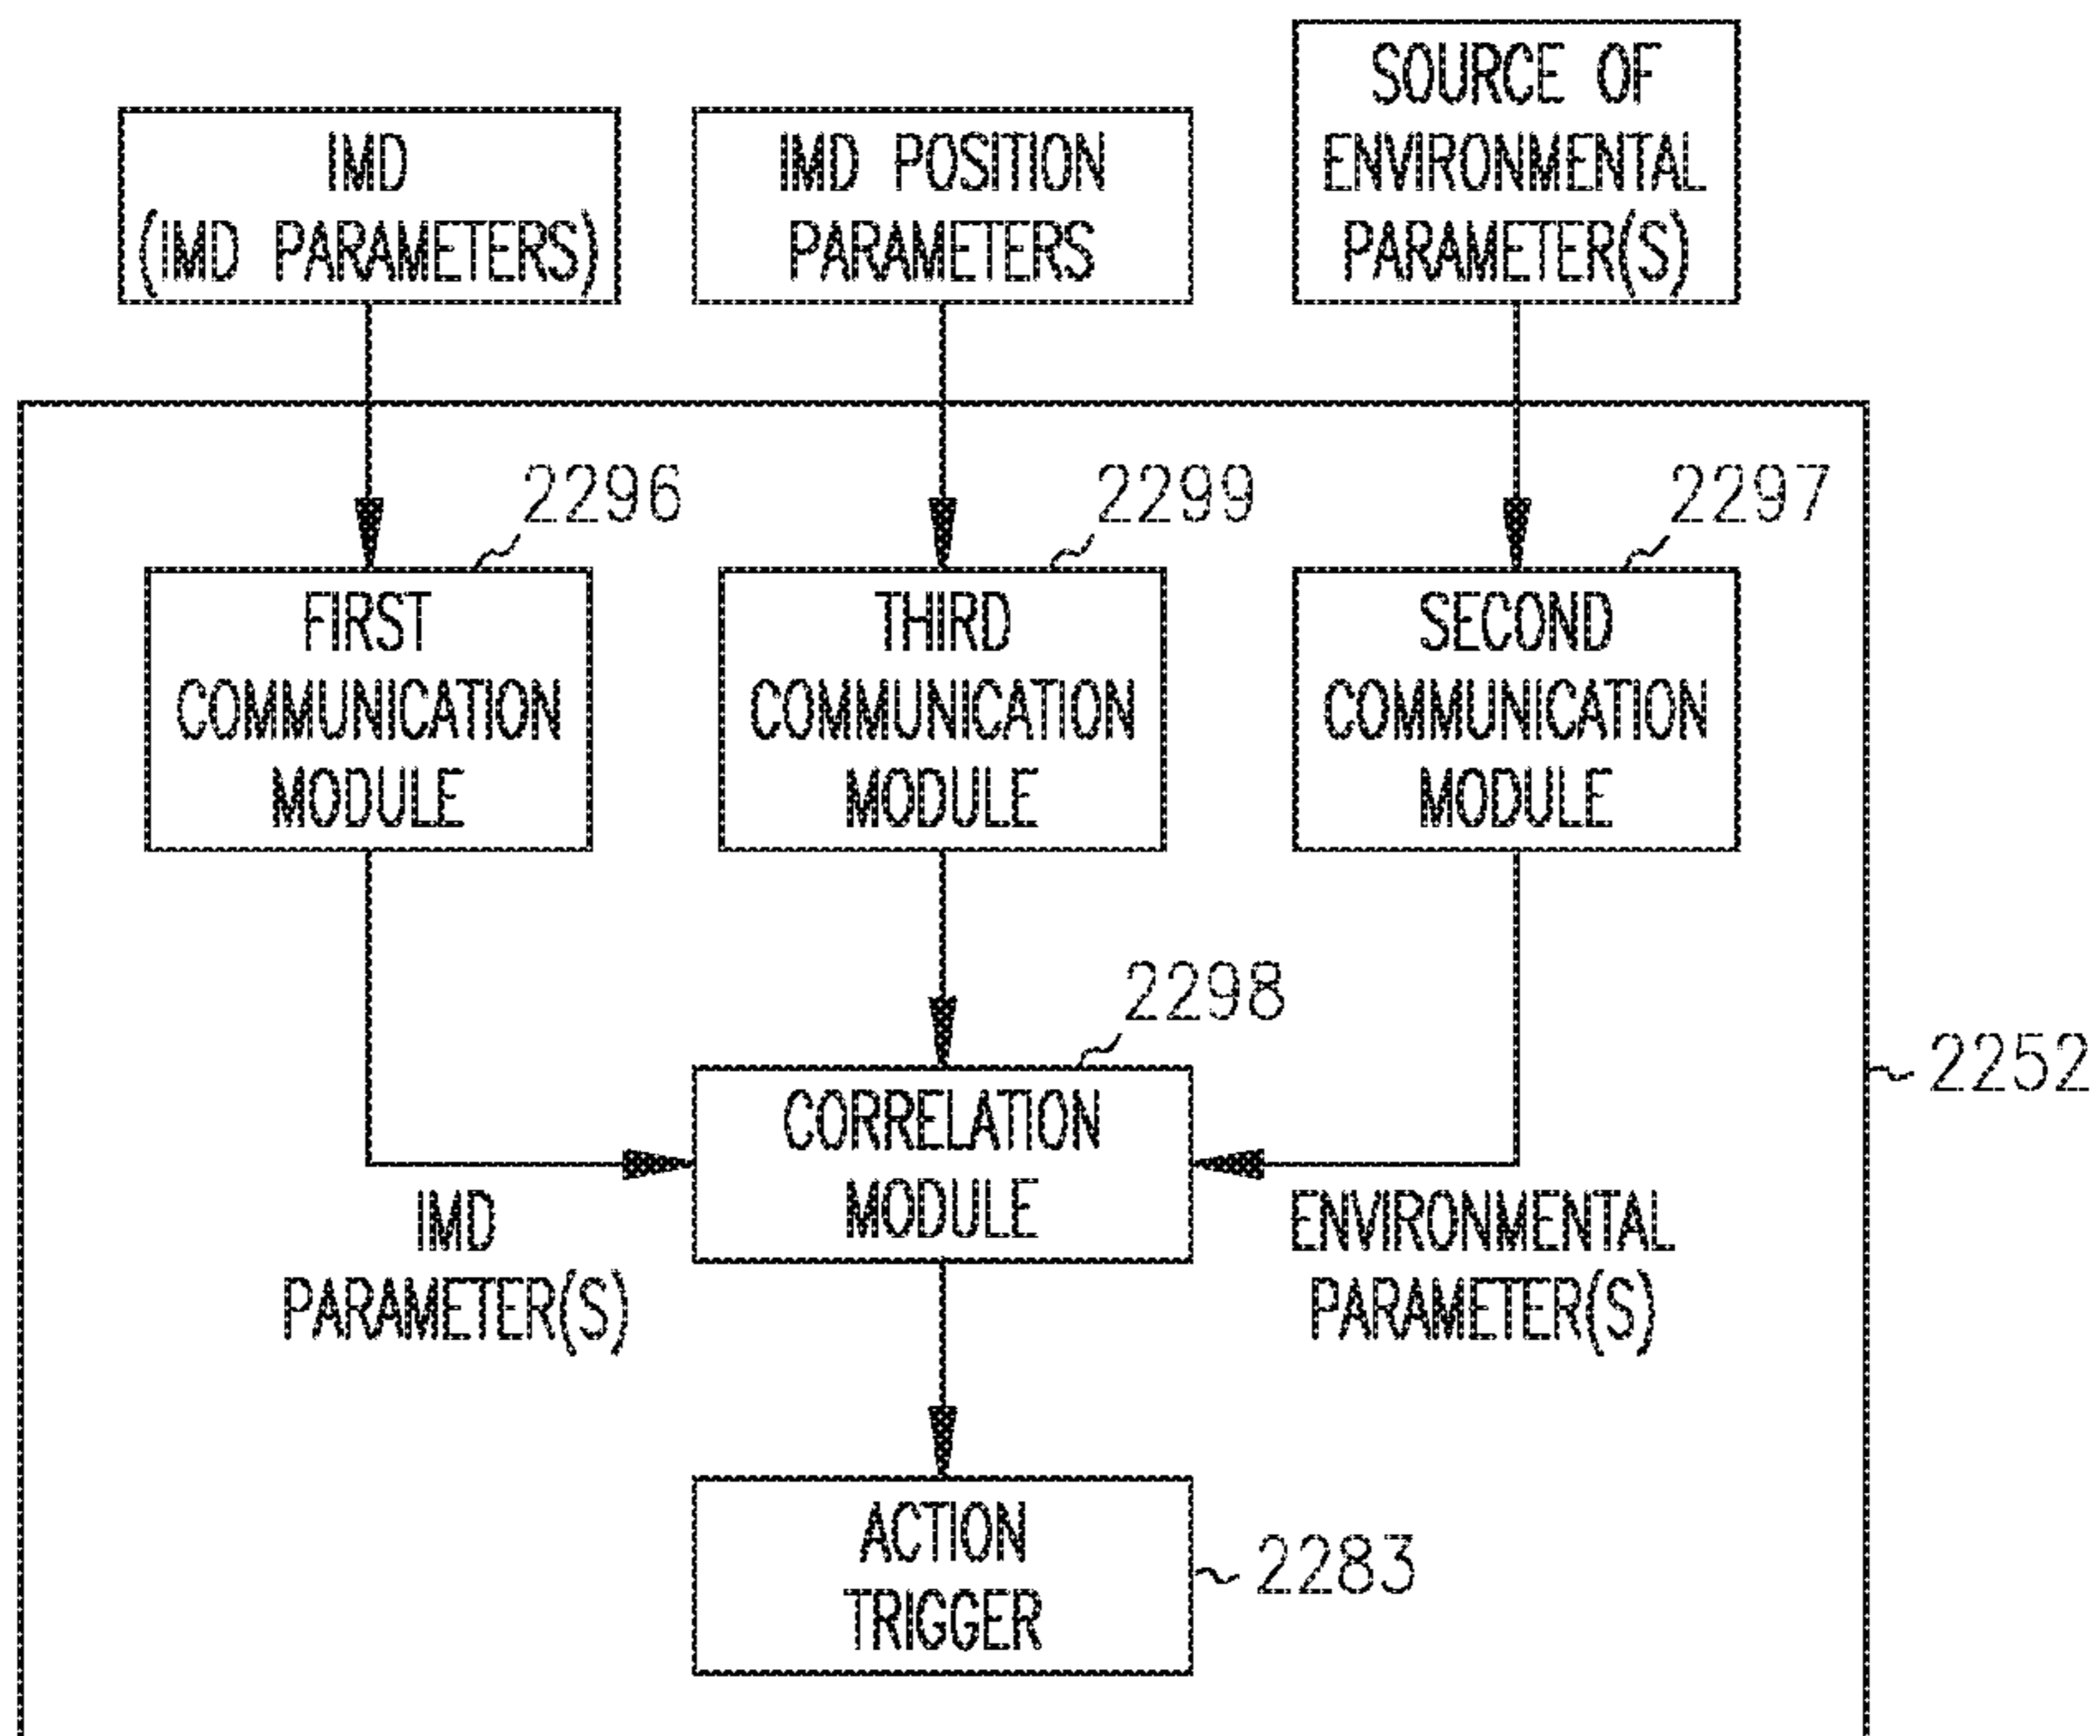 IMD
(IMD PARAMETERS)
IMD POSITION
PARAMETERS
SOURCE OF
ENVIRONMENTAL
PARAMETER(S)
2296
2299
2297
FIRST
COMMUNICATION
MODULE
THIRD
COMMUNICATION
MODULE
SECOND
COMMUNICATION
MODULE
2298
2252
CORRELATION
MODULE
IMD
PARAMETER(S)
ENVIRONMENTAL
PARAMETER(S)
ACTION
TRIGGER
2283